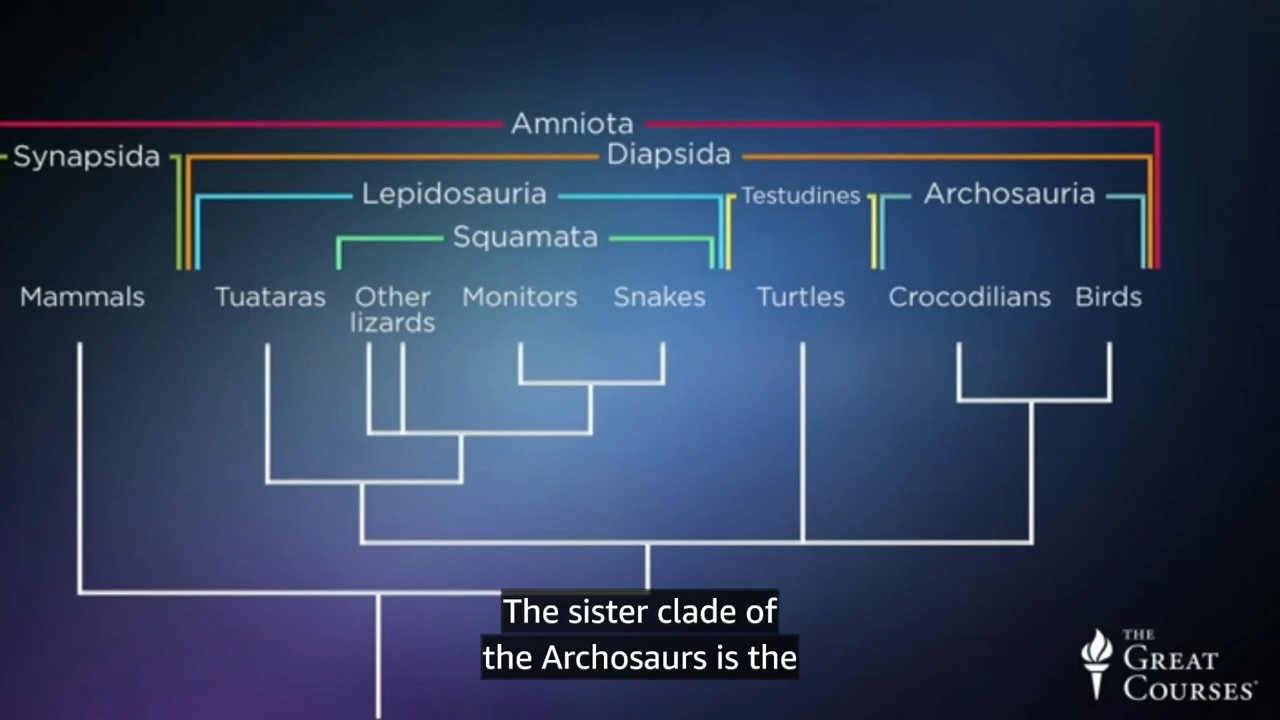 Amniota
Synapsida
Diapsida
Lepidosauria
Testudines
Archosauria
Squamata
Mammals
Tuataras
Other
lizards
Monitors
Snakes
Turtles
Crocodilians
Birds
The sister clade of
the Archosaurs is the
THE
GREAT
COURSES